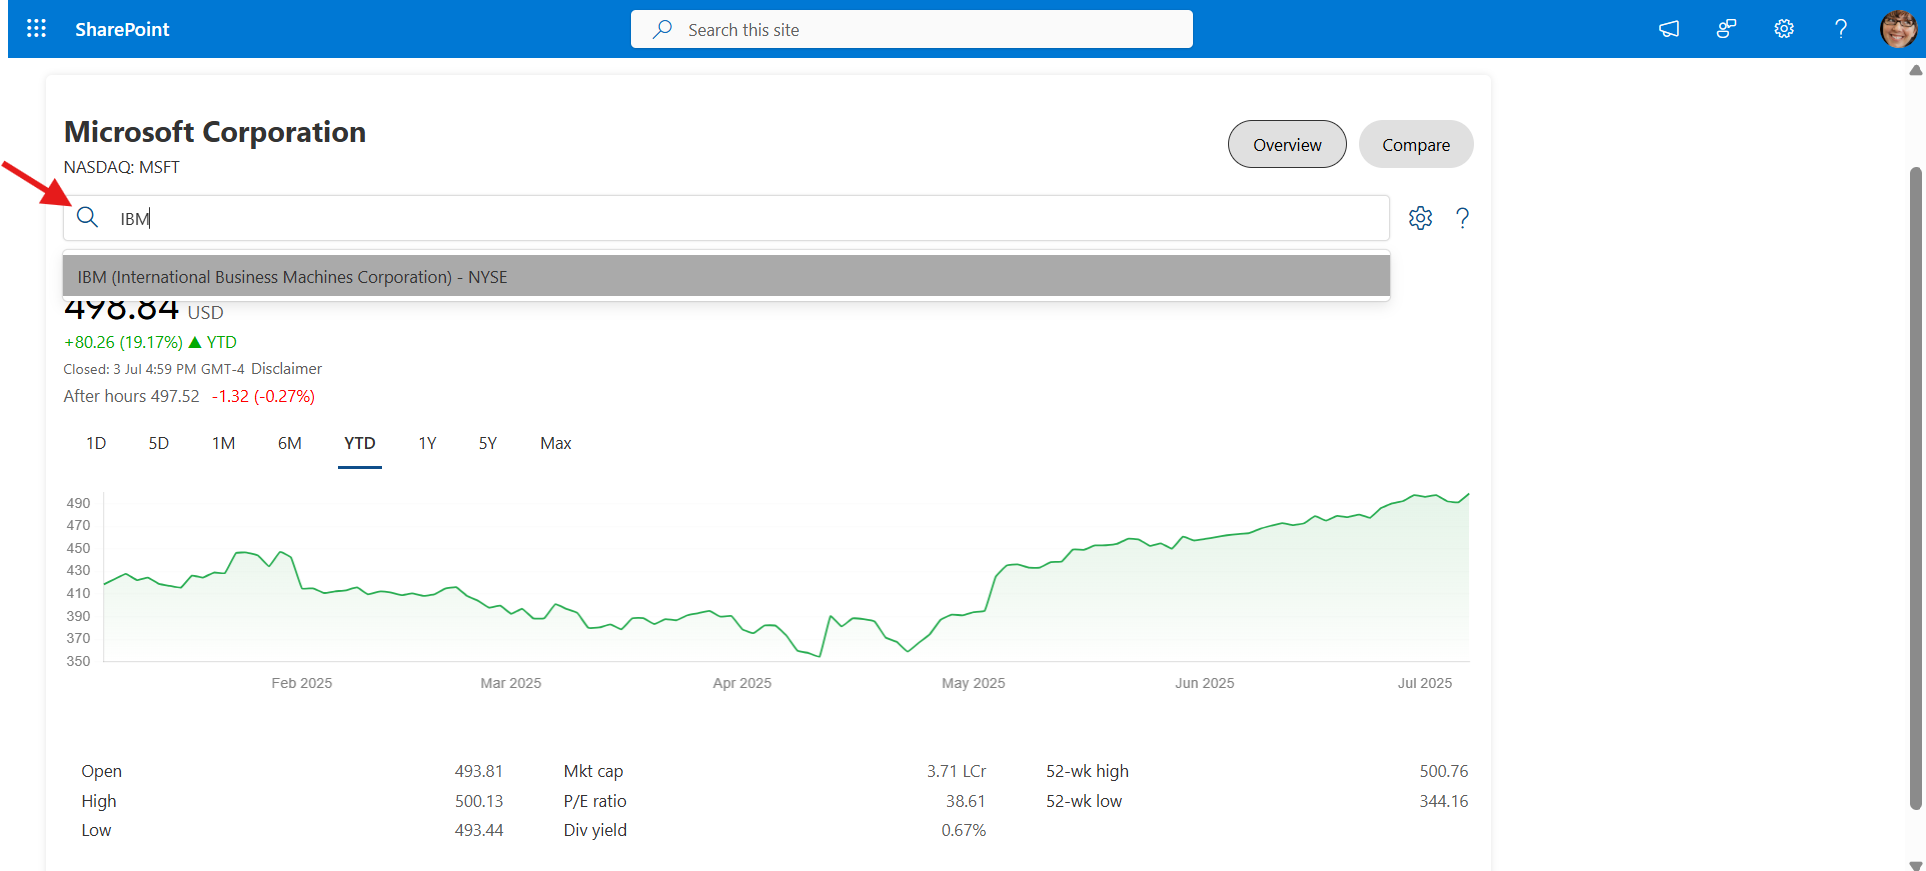 SharePoint
Search this site
Microsoft Corporation
NASDAQ: MSFT
Overview
Compare
IBM
?
IBM (International Business Machines Corporation) - NYSE
498.84 USD
+80.26 (19.17%) ▲ YTD
Closed: 3 Jul 4:59 PM GMT-4 Disclaimer
After hours 497.52 -1.32 (-0.27%)
1D 5D 1M 6M YTD 1Y 5Y Max
490
470
450
430
410
390
370
350
Feb 2025 Mar 2025 Apr 2025 May 2025 Jun 2025 Jul 2025
Open 493.81 Mkt cap 3.71 LCr 52-wk high 500.76
High 500.13 P/E ratio 38.61 52-wk low 344.16
Low 493.44 Div yield 0.67%